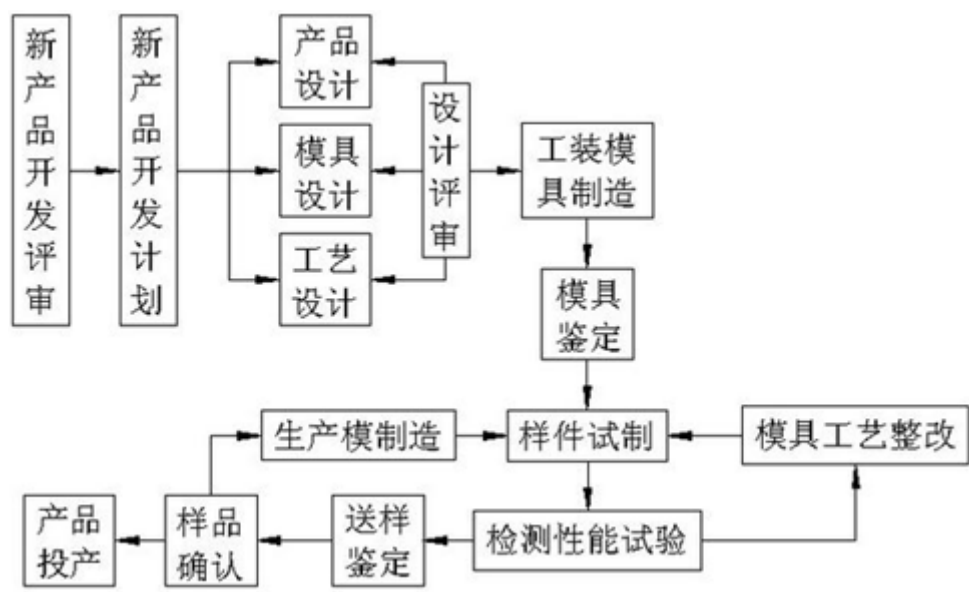 新产品开发评审
新产品开发计划
产品
设计
模具
设计
工艺
设计
设计评审
工装模
具制造
模具
鉴定
生产模制造
样件试制
模具工艺整改
产品
投产
样品
确认
送样
鉴定
检测性能试验